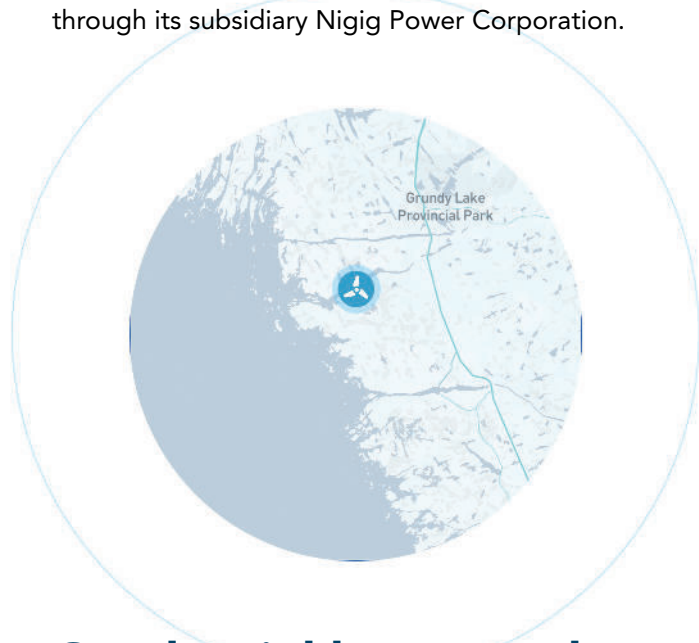 through its subsidiary Nigig Power Corporation.
Grundy Lake
Provincial Park